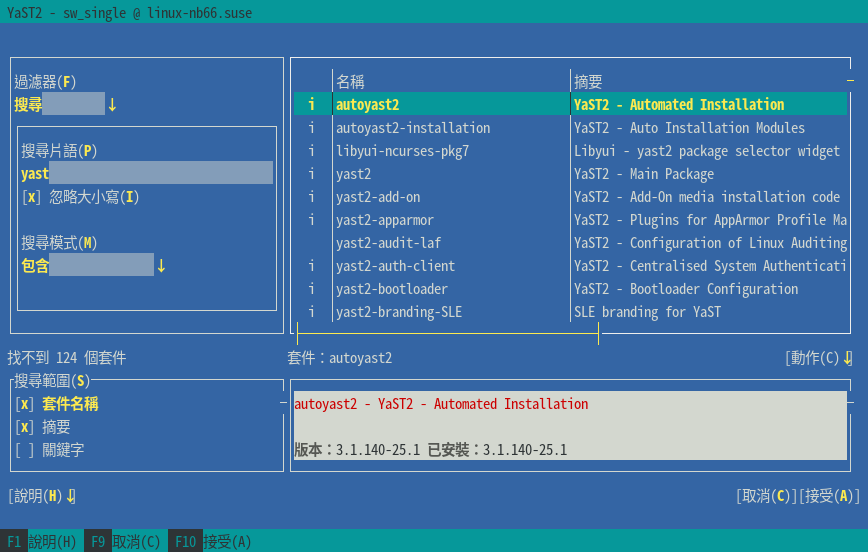 YaST2 - sw_single @ linux-nb66.suse
過濾器(F)
搜尋↓
搜尋片語(P)
yast
[x] 忽略大小寫(I)
搜尋模式(M)
包含↓
名稱 摘要
i autoyast2 YaST2 - Automated Installation
i autoyast2-installation YaST2 - Auto Installation Modules
i libyui-ncurses-pkg7 Libyui - yast2 package selector widget
i yast2 YaST2 - Main Package
i yast2-add-on YaST2 - Add-On media installation code
i yast2-apparmor YaST2 - Plugins for AppArmor Profile Ma
yast2-audit-laf YaST2 - Configuration of Linux Auditing
i yast2-auth-client YaST2 - Centralised System Authenticati
i yast2-bootloader YaST2 - Bootloader Configuration
i yast2-branding-SLE SLE branding for YaST
找不到 124 個套件
套件：autoyast2 [動作(C)↓]
搜尋範圍(S)
[x] 套件名稱
[x] 摘要
[ ] 關鍵字
autoyast2 - YaST2 - Automated Installation
版本：3.1.140-25.1 已安裝：3.1.140-25.1
[說明(H)↓] [取消(C)][接受(A)]
F1 說明(H) F9 取消(C) F10 接受(A)